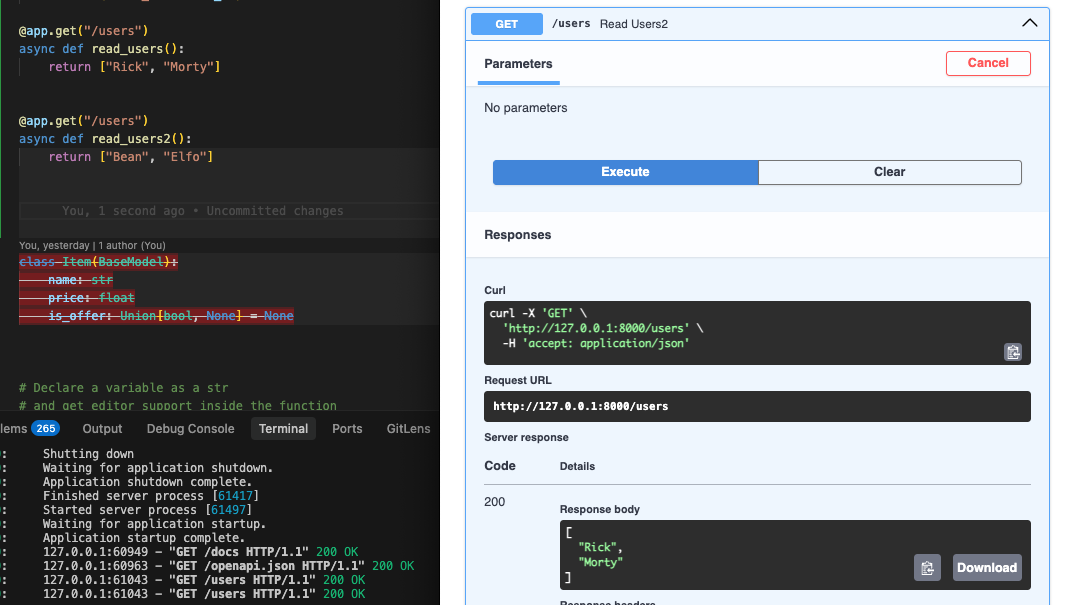 @app.get("/users")
async def read_users():
    return ["Rick", "Morty"]
@app.get("/users")
async def read_users2():
    return ["Bean", "Elfo"]
You, 1 second ago • Uncommitted changes
You, yesterday | 1 author (You)
class Item(BaseModel):
    name: str
    price: float
    is_offer: Union[bool, None] = None
# Declare a variable as a str
# and get editor support inside the function
lems 265 Output Debug Console Terminal Ports GitLens
: Shutting down
: Waiting for application shutdown.
: Application shutdown complete.
: Finished server process [61417]
: Started server process [61497]
: Waiting for application startup.
: Application startup complete.
: 127.0.0.1:60949 - "GET /docs HTTP/1.1" 200 OK
: 127.0.0.1:60963 - "GET /openapi.json HTTP/1.1" 200 OK
: 127.0.0.1:61043 - "GET /users HTTP/1.1" 200 OK
: 127.0.0.1:61043 - "GET /users HTTP/1.1" 200 OK
GET /users Read Users2
Parameters
Cancel
No parameters
Execute
Clear
Responses
Curl
curl -X 'GET' \
  'http://127.0.0.1:8000/users' \
  -H 'accept: application/json'
Request URL
http://127.0.0.1:8000/users
Server response
Code Details
200
Response body
[
  "Rick",
  "Morty"
]
Download
Response headers